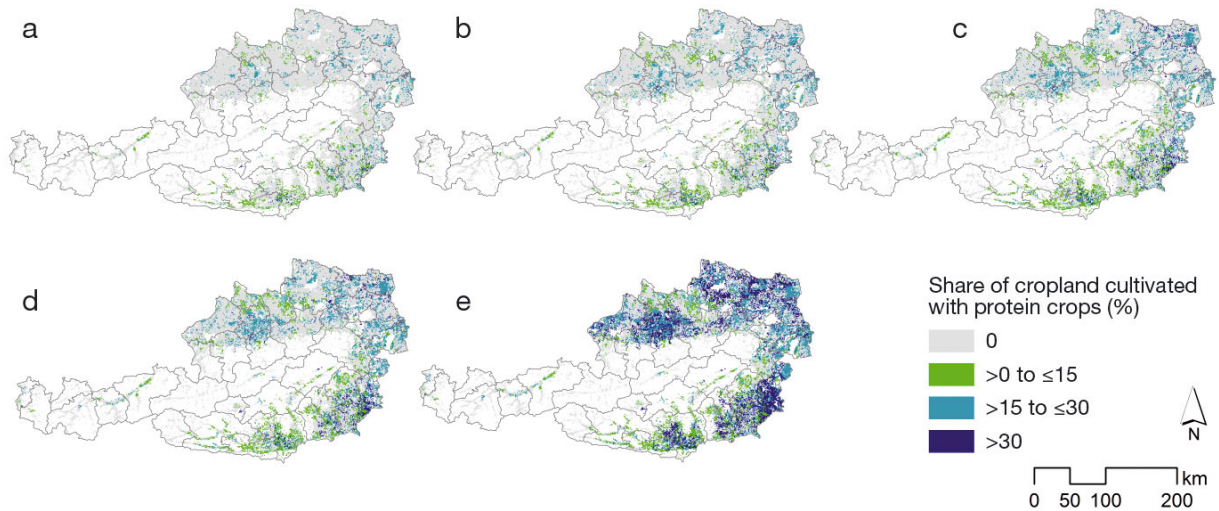 a
b
c
d
e
Share of cropland cultivated
with protein crops (%)
0
>0 to ≤15
>15 to ≤30
>30
N
km
0 50 100 200